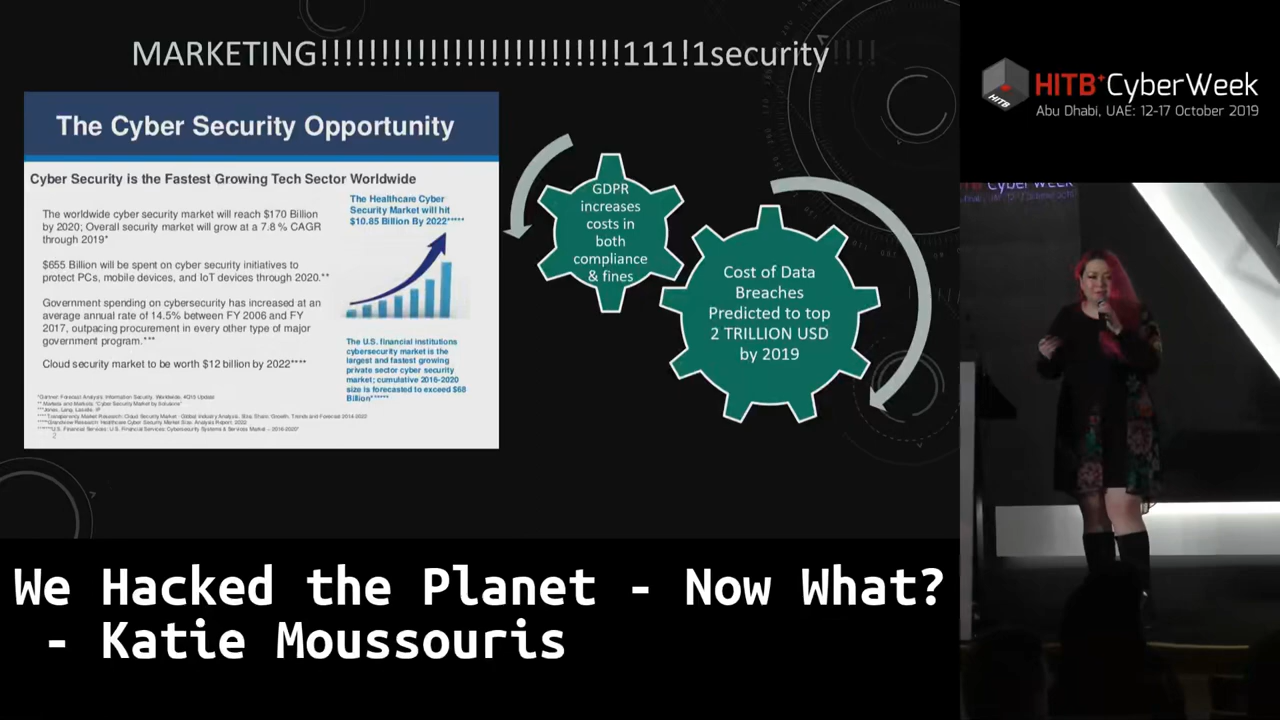 MARKETING!!!!!!!!!!!!!!!!!!!!!!!!!111!1security!!!!
The Cyber Security Opportunity
Cyber Security is the Fastest Growing Tech Sector Worldwide
The worldwide cyber security market will reach $170 Billion
by 2020; Overall security market will grow at a 7.8 % CAGR
through 2019*
$655 Billion will be spent on cyber security initiatives to
protect PCs, mobile devices, and IoT devices through 2020.**
Government spending on cybersecurity has increased at an
average annual rate of 14.5% between FY 2006 and FY
2017, outpacing procurement in every other type of major
government program.***
Cloud security market to be worth $12 billion by 2022****
The Healthcare Cyber
Security Market will hit
$10.85 Billion By 2022*****
The U.S. financial institutions
cybersecurity market is the
largest and fastest growing
private sector cyber security
market; cumulative 2016-2020
size is forecasted to exceed $68
Billion******
2
GDPR
increases
costs in
both
compliance
& fines
Cost of Data
Breaches
Predicted to top
2 TRILLION USD
by 2019
HITB+CyberWeek
HITB
Abu Dhabi, UAE: 12-17 October 2019
Cyber WEEK
We Hacked the Planet - Now What?
- Katie Moussouris